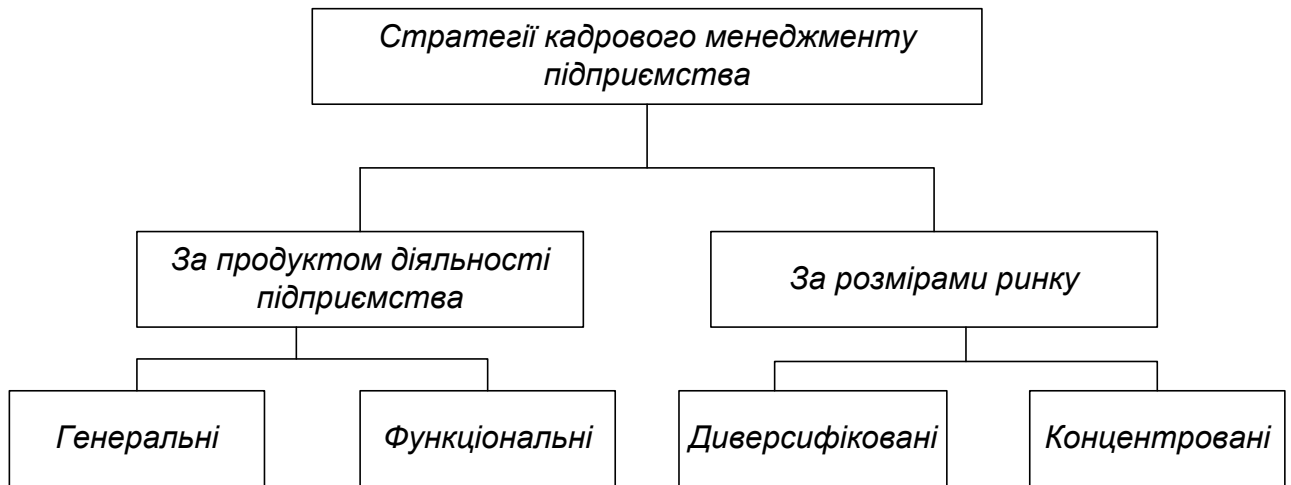 Стратегії кадрового менеджменту
підприємства
За продуктом діяльності
підприємства
За розмірами ринку
Генеральні
Функціональні
Диверсифіковані
Концентровані